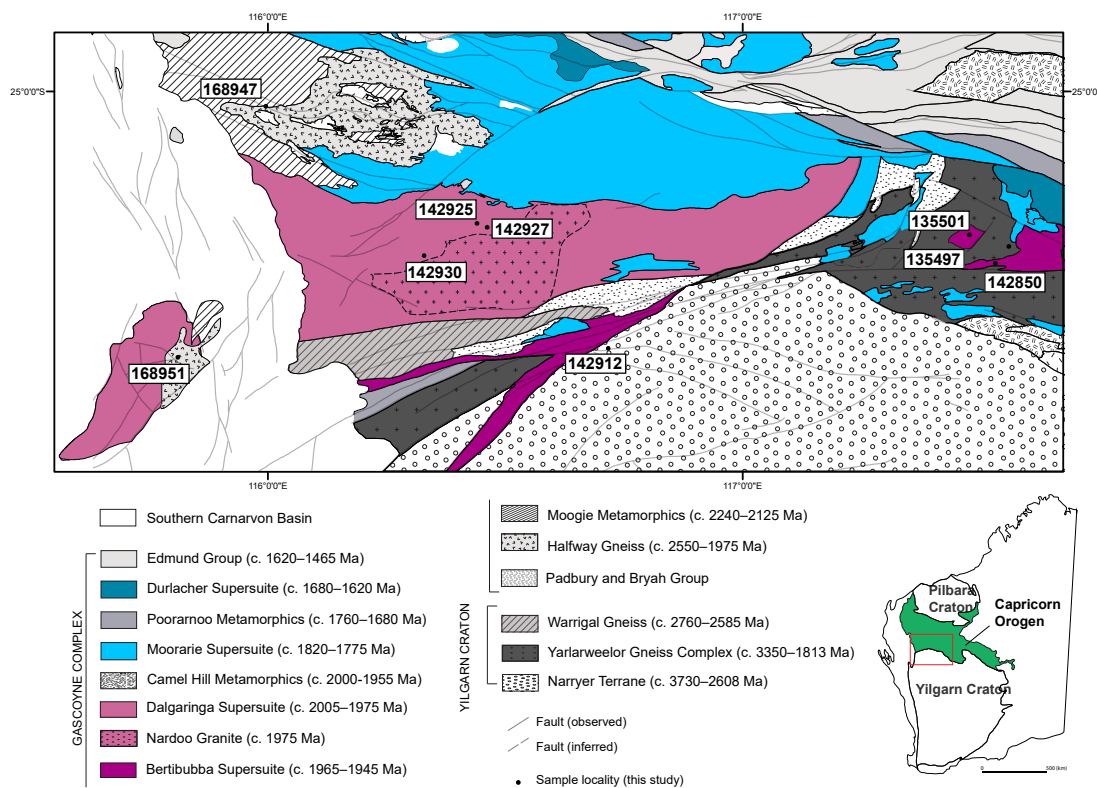 116°0'0"E
117°0'0"E
25°0'0"S
25°0'0
168947
142925
142927
142930
135501
135497
142850
142912
168951
116°0'0"E
117°0'0"E
Southern Carnarvon Basin
GASCOYNE COMPLEX
Edmund Group (c. 1620–1465 Ma)
Durlacher Supersuite (c. 1680–1620 Ma)
Poorarnoo Metamorphics (c. 1760–1680 Ma)
Moorarie Supersuite (c. 1820–1775 Ma)
Camel Hill Metamorphics (c. 2000-1955 Ma)
Dalgaringa Supersuite (c. 2005–1975 Ma)
Nardoo Granite (c. 1975 Ma)
Bertibubba Supersuite (c. 1965–1945 Ma)
Moogie Metamorphics (c. 2240–2125 Ma)
Halfway Gneiss (c. 2550–1975 Ma)
Padbury and Bryah Group
YILGARN CRATON
Warrigal Gneiss (c. 2760–2585 Ma)
Yarlarweelor Gneiss Complex (c. 3350–1813 Ma)
Narryer Terrane (c. 3730–2608 Ma)
Fault (observed)
Fault (inferred)
Sample locality (this study)
Pilbara
Craton
Capricorn
Orogen
Yilgarn Craton
0 500 (km)